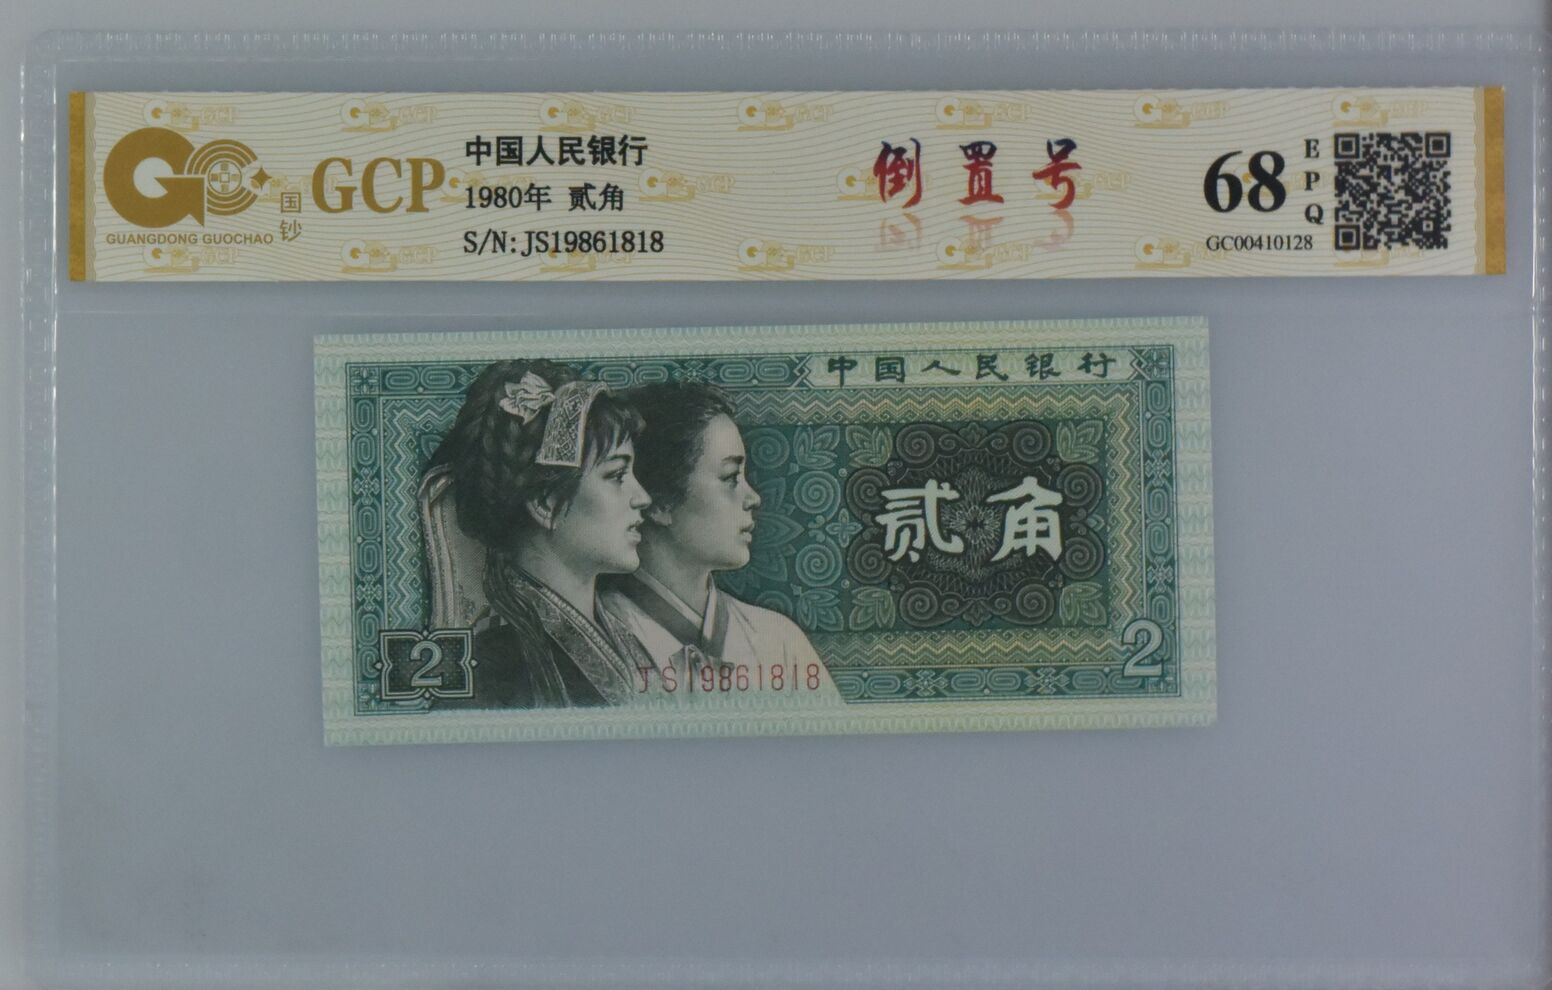 中国人民银行
1980年 贰角
S/N:JS19861818
GCP
国钞
GUANGDONG GUOCHAO
倒置号
68
EPQ
GC00410128
中国人民银行
贰角
2
JS19861818
2